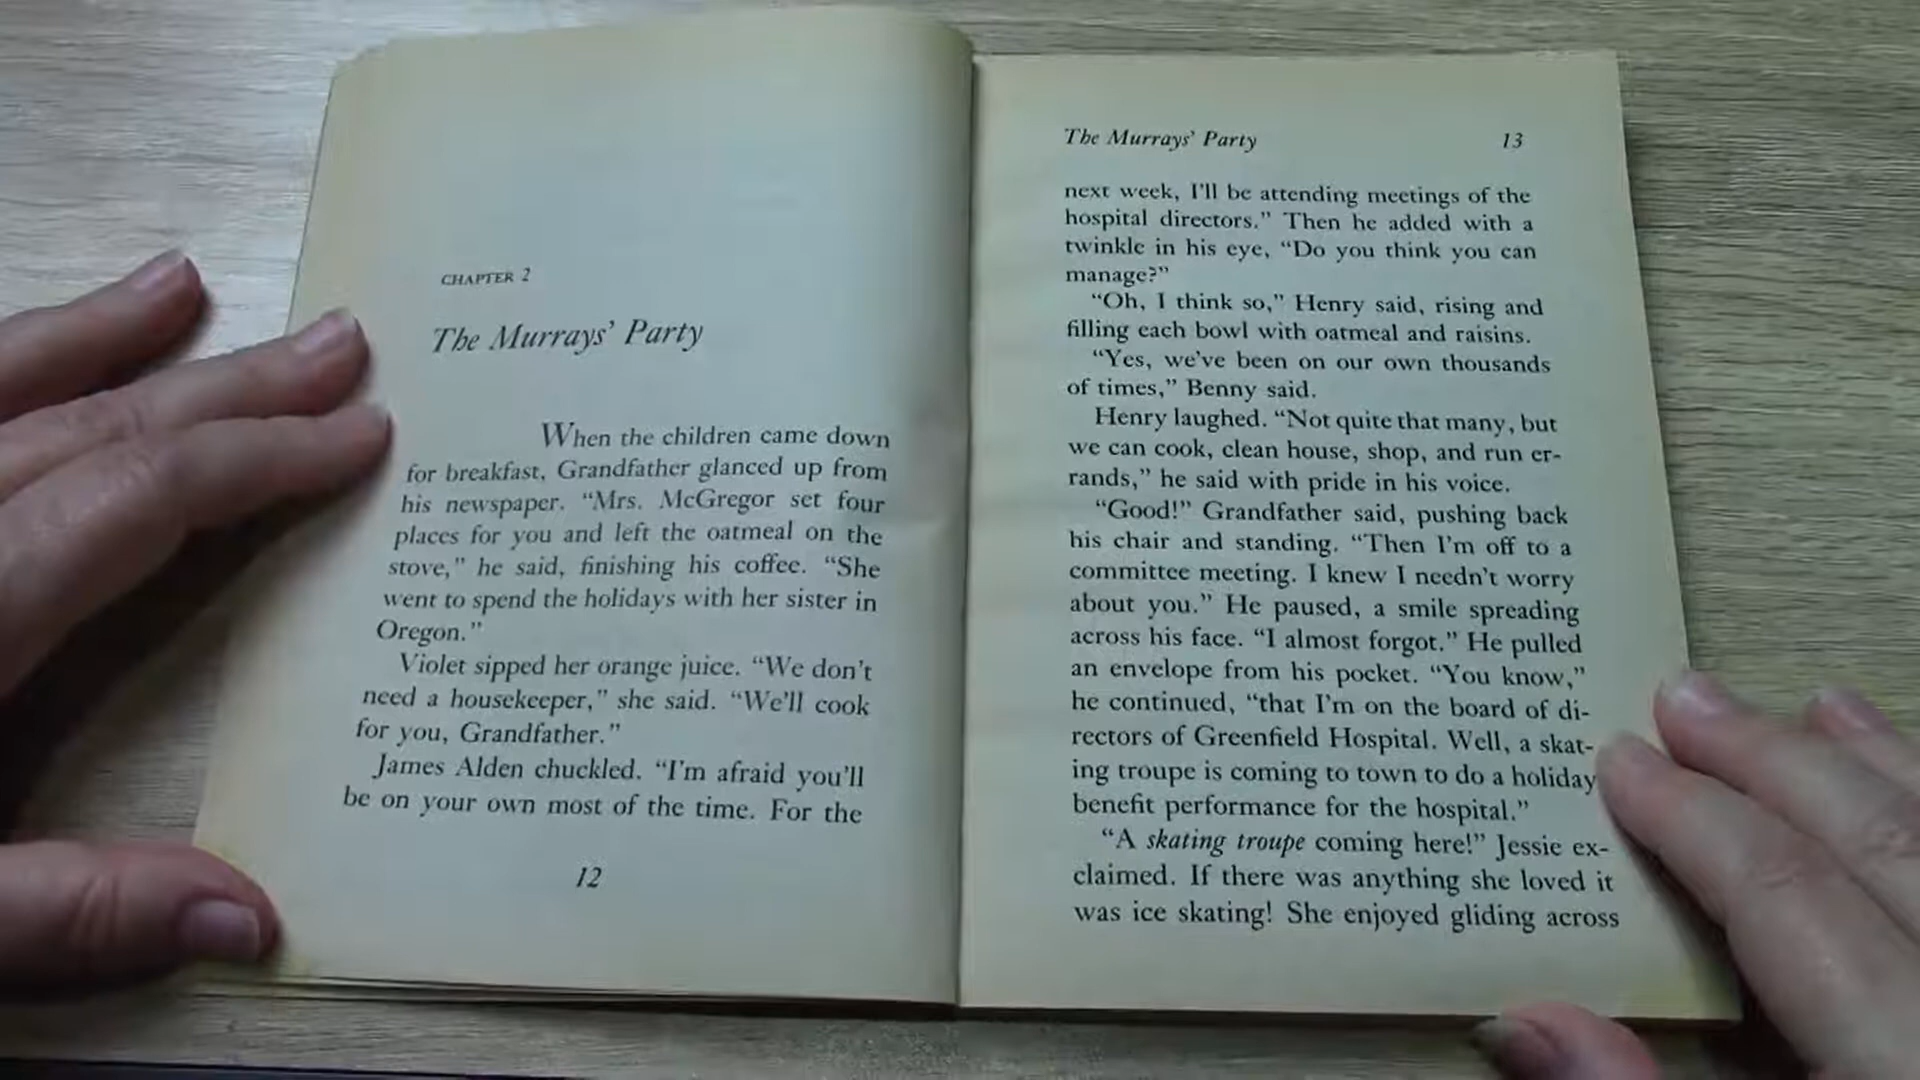 CHAPTER 2
The Murrays' Party
When the children came down
for breakfast, Grandfather glanced up from
his newspaper. “Mrs. McGregor set four
places for you and left the oatmeal on the
stove,” he said, finishing his coffee. “She
went to spend the holidays with her sister in
Oregon.”
Violet sipped her orange juice. “We don't
need a housekeeper,” she said. “We'll cook
for you, Grandfather.”
James Alden chuckled. “I'm afraid you'll
be on your own most of the time. For the
12
The Murrays' Party 13
next week, I'll be attending meetings of the
hospital directors.” Then he added with a
twinkle in his eye, “Do you think you can
manage?”
“Oh, I think so,” Henry said, rising and
filling each bowl with oatmeal and raisins.
“Yes, we've been on our own thousands
of times,” Benny said.
Henry laughed. “Not quite that many, but
we can cook, clean house, shop, and run er-
rands,” he said with pride in his voice.
“Good!” Grandfather said, pushing back
his chair and standing. “Then I'm off to a
committee meeting. I knew I needn't worry
about you.” He paused, a smile spreading
across his face. “I almost forgot.” He pulled
an envelope from his pocket. “You know,”
he continued, “that I'm on the board of di-
rectors of Greenfield Hospital. Well, a skat-
ing troupe is coming to town to do a holiday
benefit performance for the hospital.”
“A skating troupe coming here!” Jessie ex-
claimed. If there was anything she loved it
was ice skating! She enjoyed gliding across